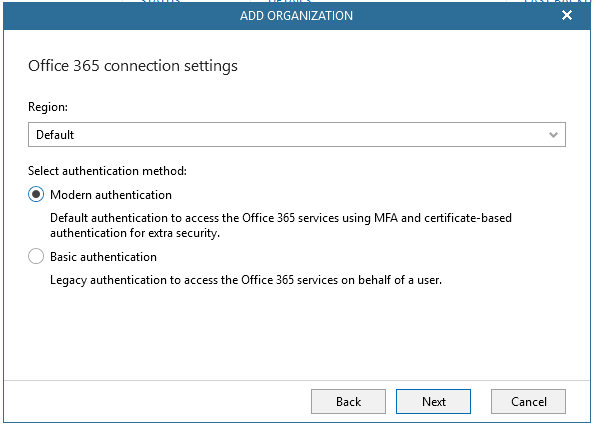 ADD ORGANIZATION
Office 365 connection settings
Region:
Default
Select authentication method:
Modern authentication
Default authentication to access the Office 365 services using MFA and certificate-based
authentication for extra security.
Basic authentication
Legacy authentication to access the Office 365 services on behalf of a user.
Back Next Cancel